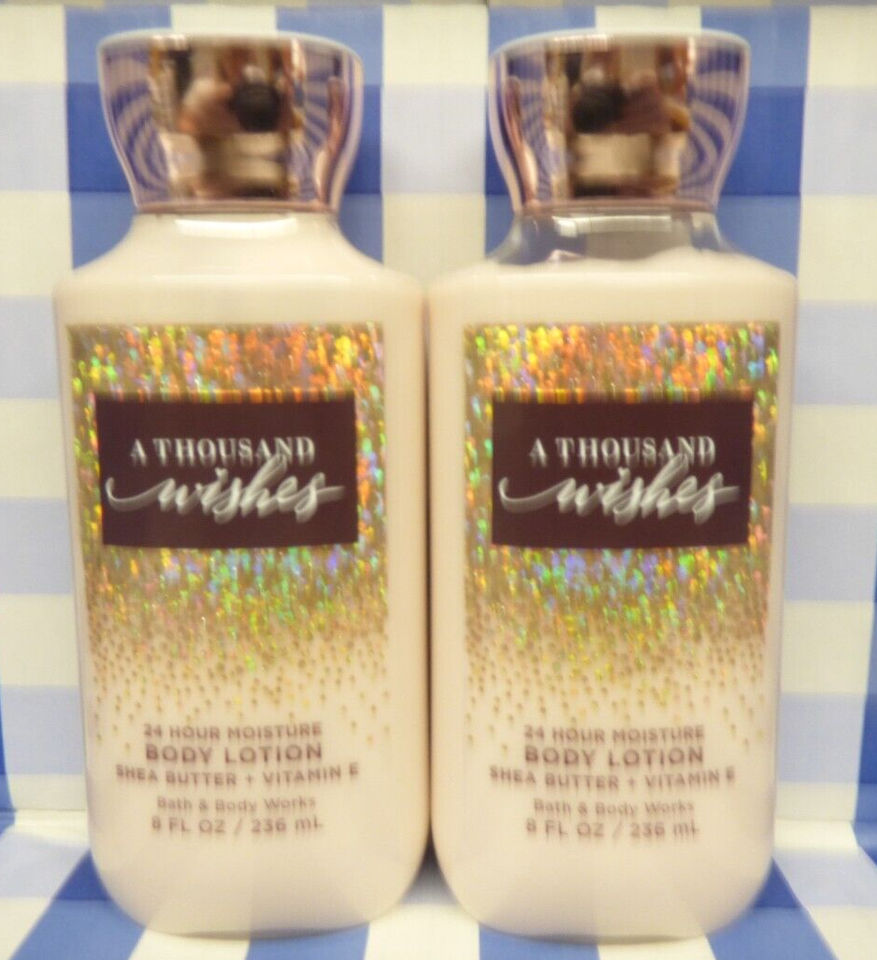 A THOUSAND
wishes
24 HOUR MOISTURE
BODY LOTION
SHEA BUTTER + VITAMIN E
Bath & Body Works
8 FL OZ / 236 mL
A THOUSAND
wishes
24 HOUR MOISTURE
BODY LOTION
SHEA BUTTER + VITAMIN E
Bath & Body Works
8 FL OZ / 236 mL